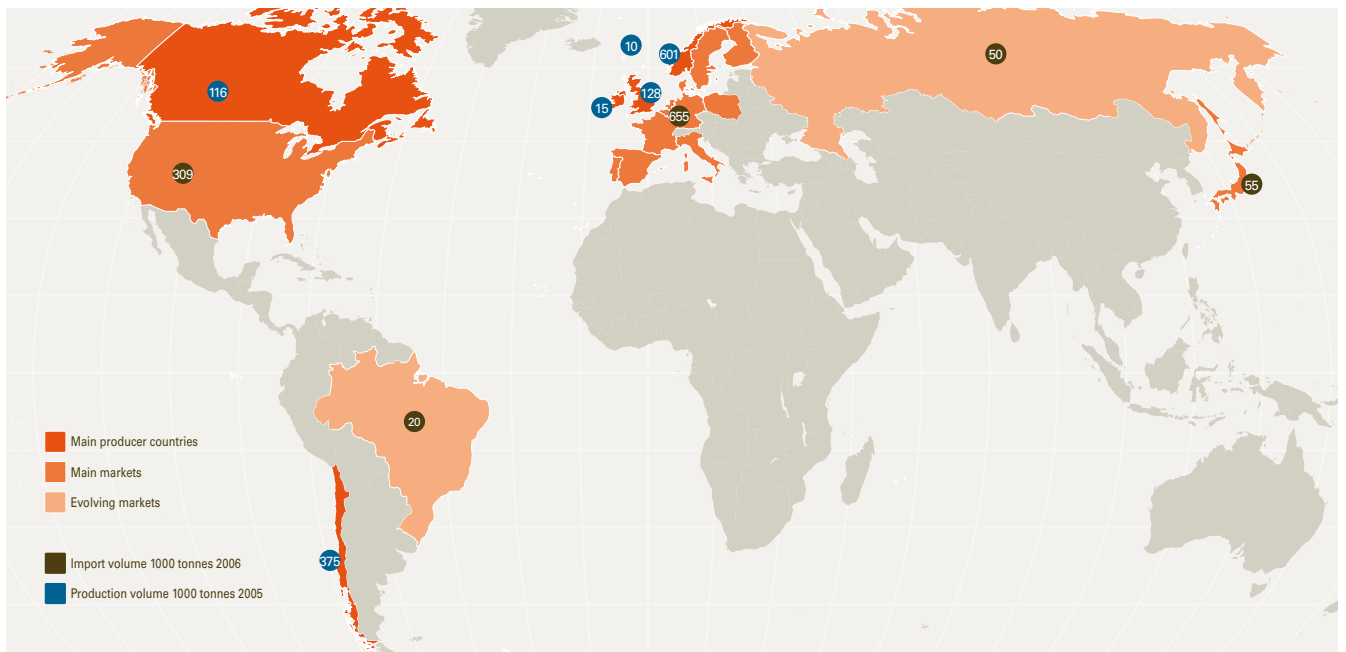 10
601
50
116
128
15
655
309
55
20
Main producer countries
Main markets
Evolving markets
375
Import volume 1000 tonnes 2006
Production volume 1000 tonnes 2005